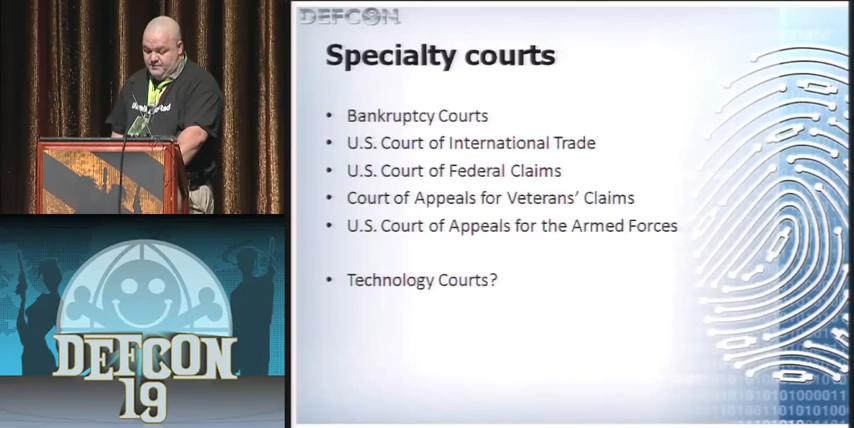 DEFCON
Specialty courts
• Bankruptcy Courts
• U.S. Court of International Trade
• U.S. Court of Federal Claims
• Court of Appeals for Veterans' Claims
• U.S. Court of Appeals for the Armed Forces
• Technology Courts?
DEFCON
19